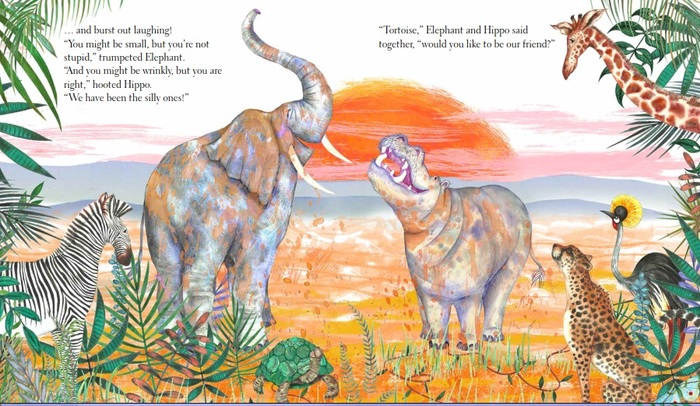 … and burst out laughing!
“You might be small, but you’re not
stupid,” trumpeted Elephant.
“And you might be wrinkly, but you are
right,” hooted Hippo.
“We have been the silly ones!”
“Tortoise,” Elephant and Hippo said
together, “would you like to be our friend?”